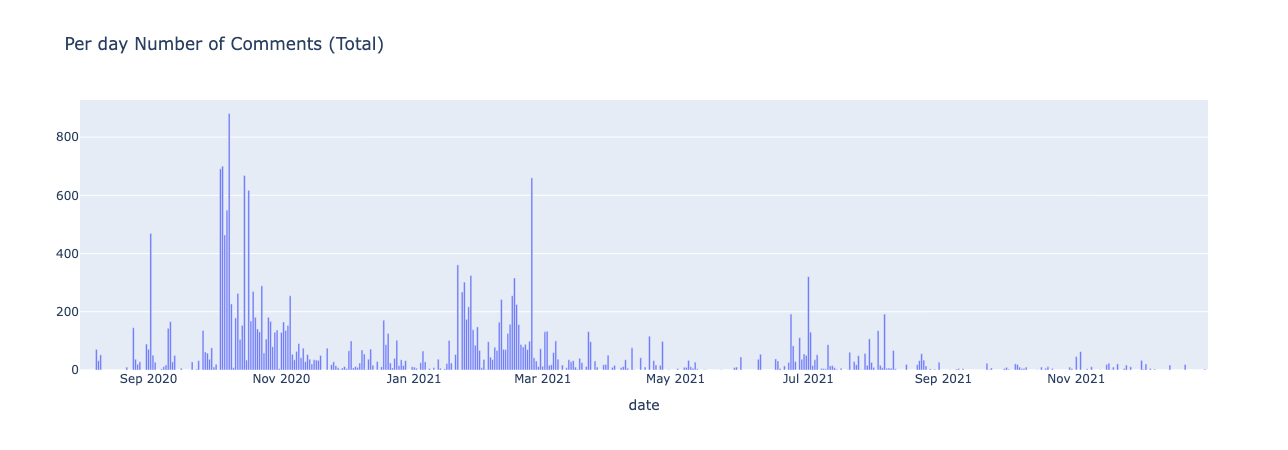 Per day Number of Comments (Total)
800
600
400
200
0
Sep 2020 Nov 2020 Jan 2021 Mar 2021 May 2021 Jul 2021 Sep 2021 Nov 2021
date